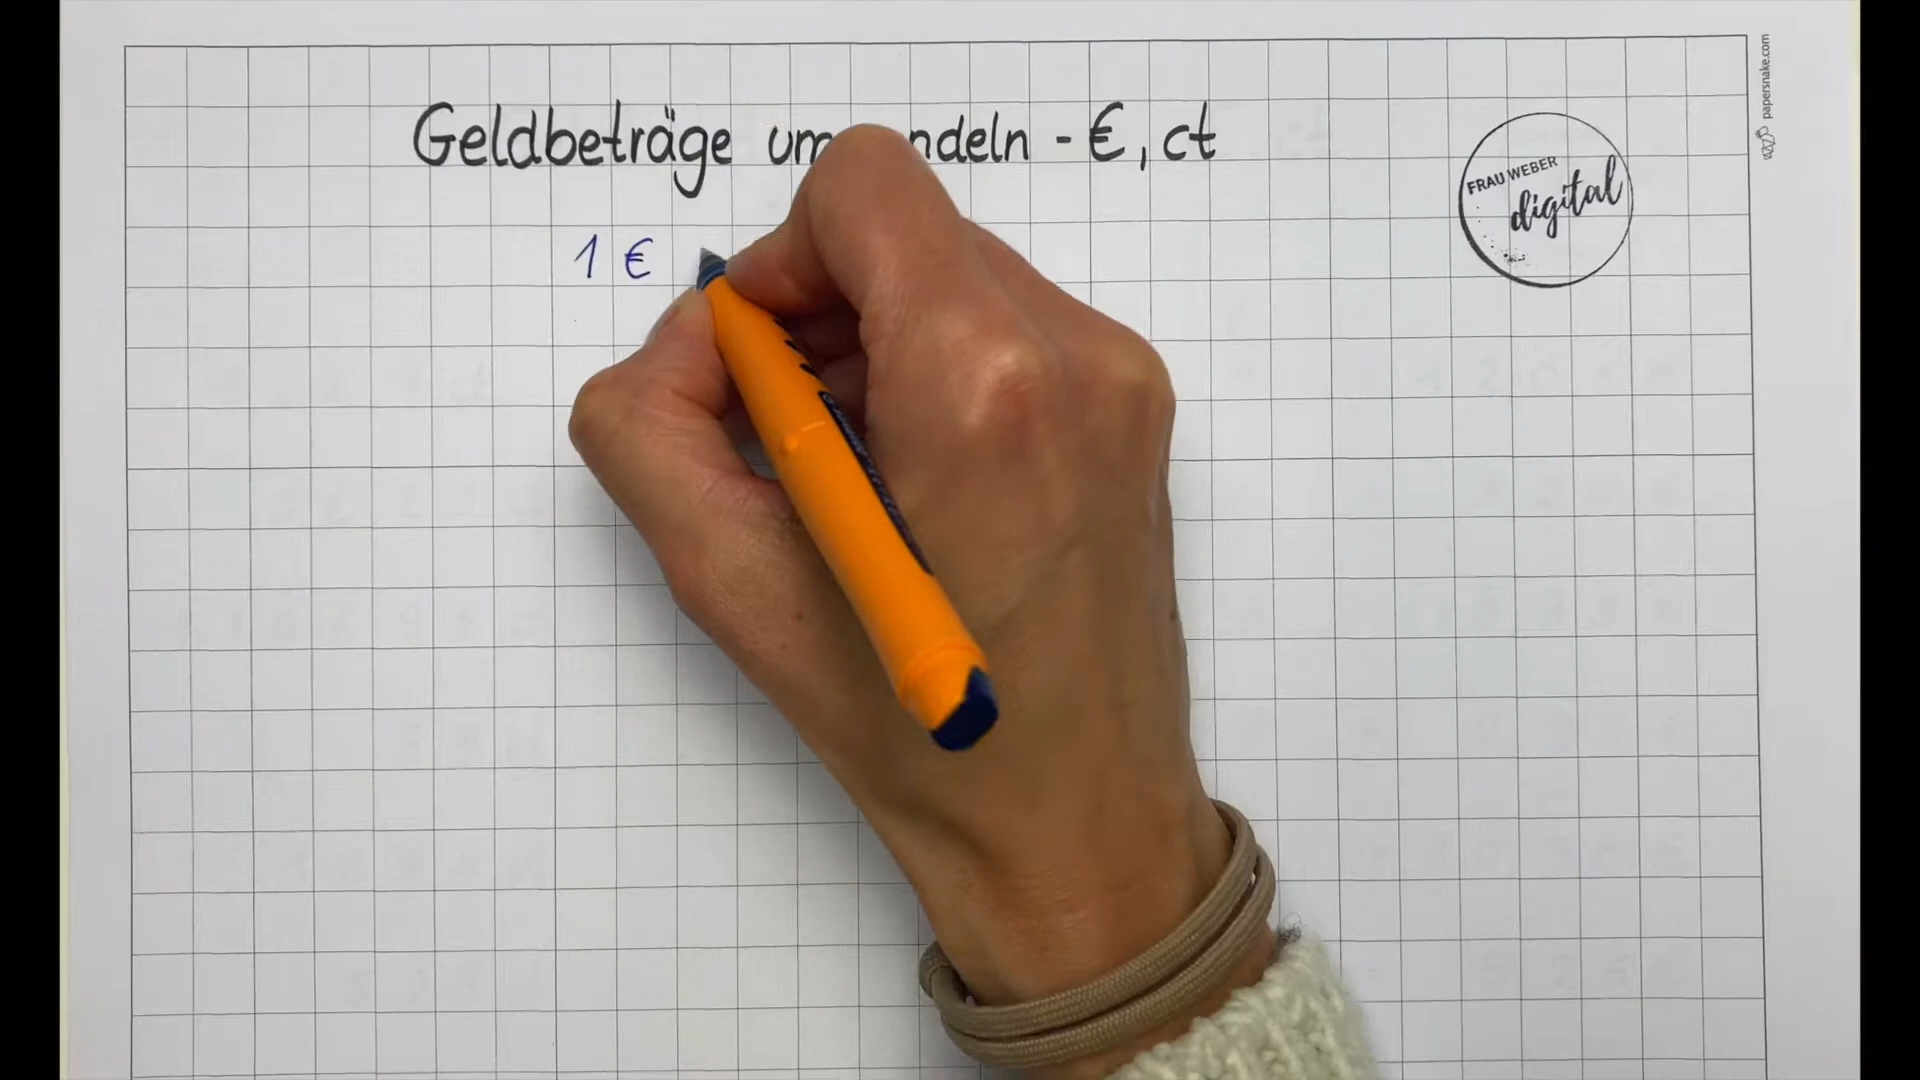 Geldbeträge um ndeln - €, ct
1 €
FRAU WEBER
digital
papersnake.com